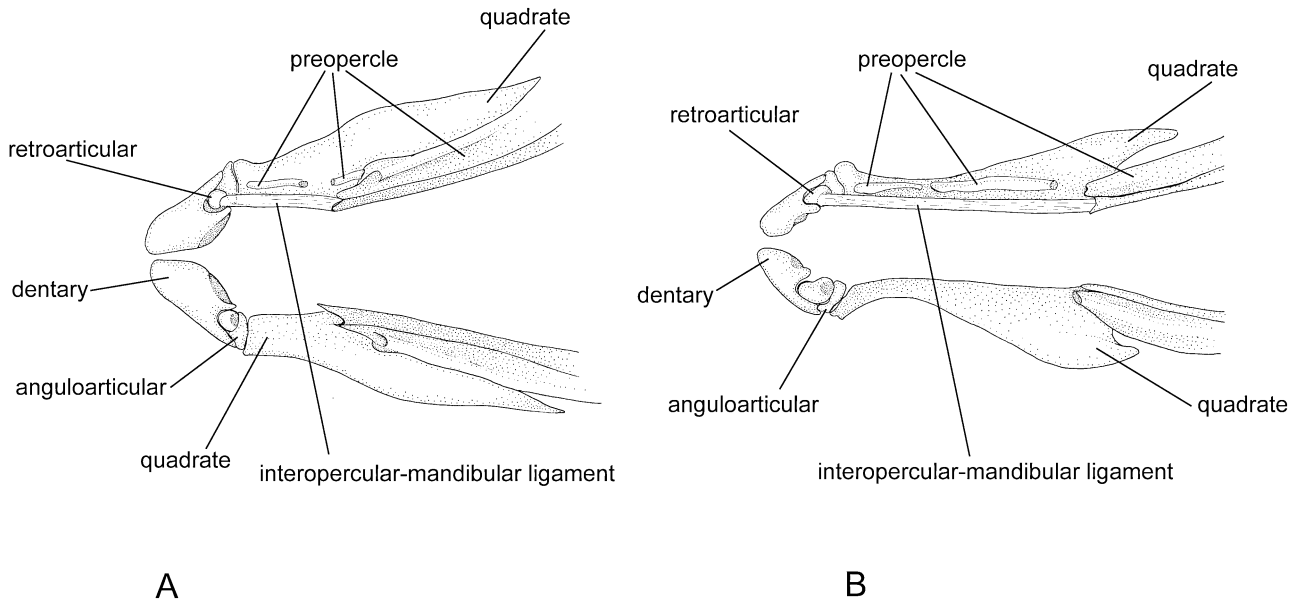 quadrate
preopercle
retroarticular
dentary
anguloarticular
quadrate
interopercular-mandibular ligament
A
preopercle
quadrate
retroarticular
dentary
anguloarticular
quadrate
interopercular-mandibular ligament
B